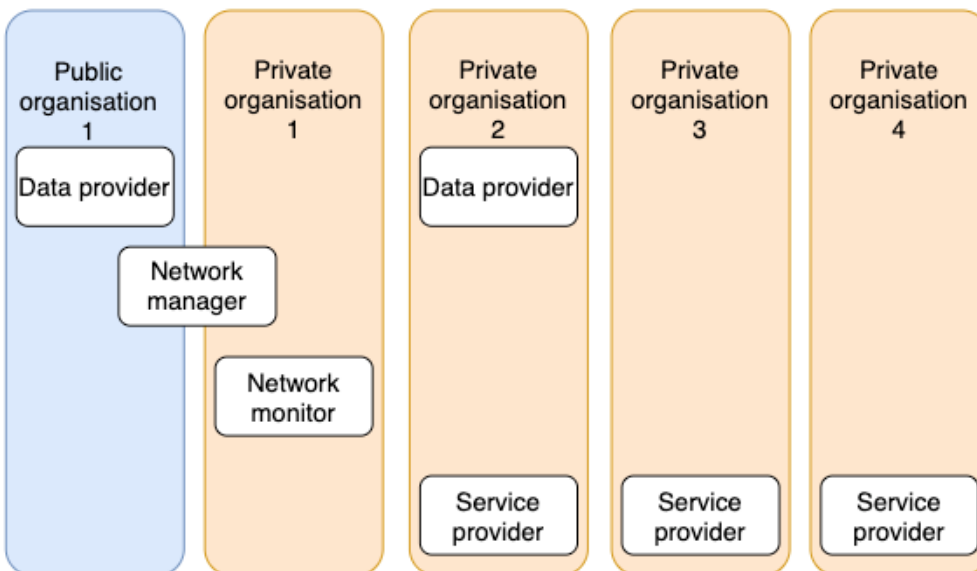 Public
organisation
1
Private
organisation
1
Private
organisation
2
Private
organisation
3
Private
organisation
4
Data provider
Data provider
Network
manager
Network
monitor
Service
provider
Service
provider
Service
provider